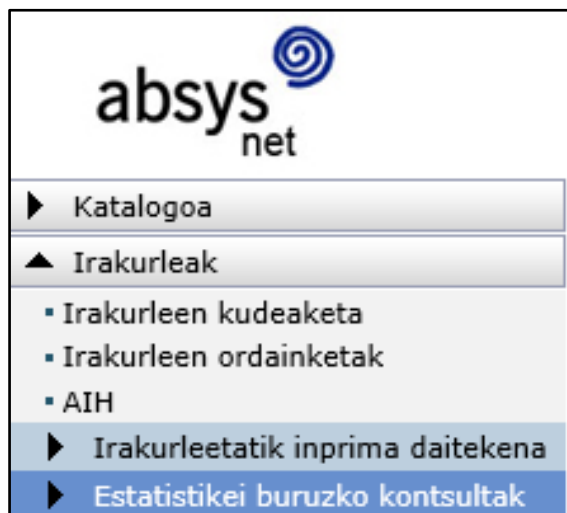 absys
net
Katalogoa
Irakurleak
Irakurleen kudeaketa
Irakurleen ordainketak
AIH
Irakurleetatik inprima daitekena
Estatistikei buruzko kontsultak